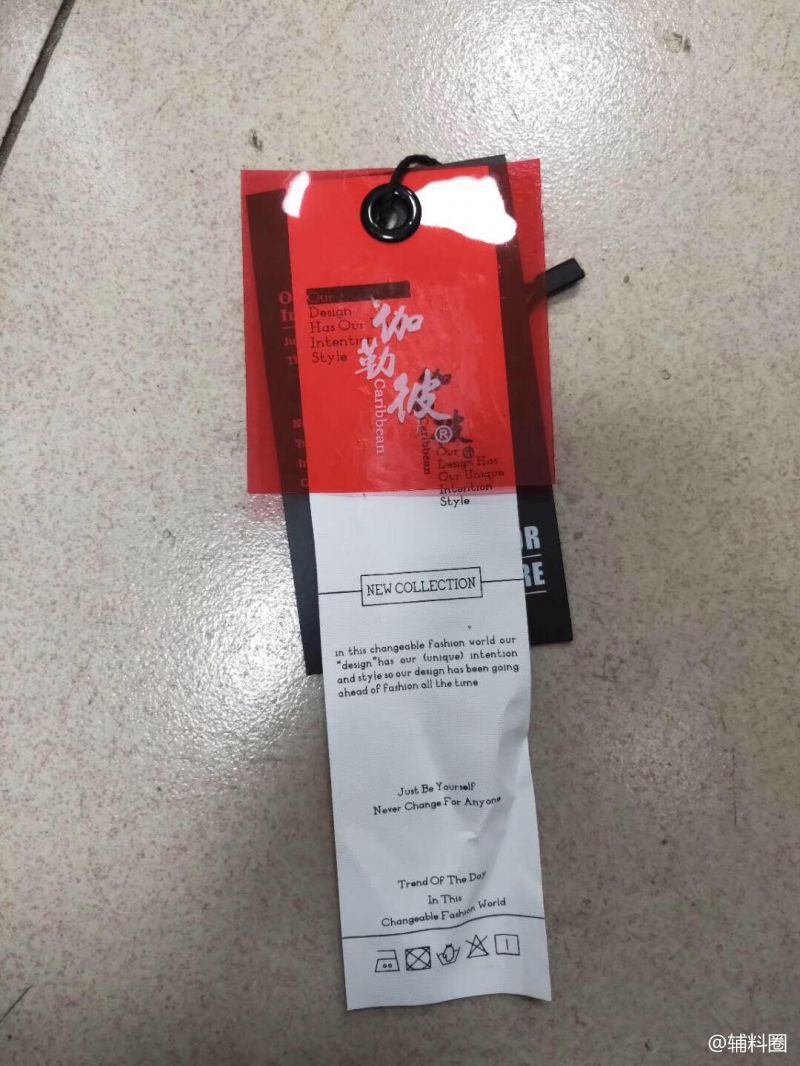 Our
Design
Has Our
Intention
Style
伽
勒
彼
®
Caribbean
Caribbean
Our
Design Has
Our Unique
Intention
Style
NEW COLLECTION
in this changeable fashion world our
"design"has our (unique) intention
and style so our design has been going
ahead of fashion all the time
Just Be Yourself
Never Change For Anyone
Trend Of The Day
In This
Changeable Fashion World
@辅料圈